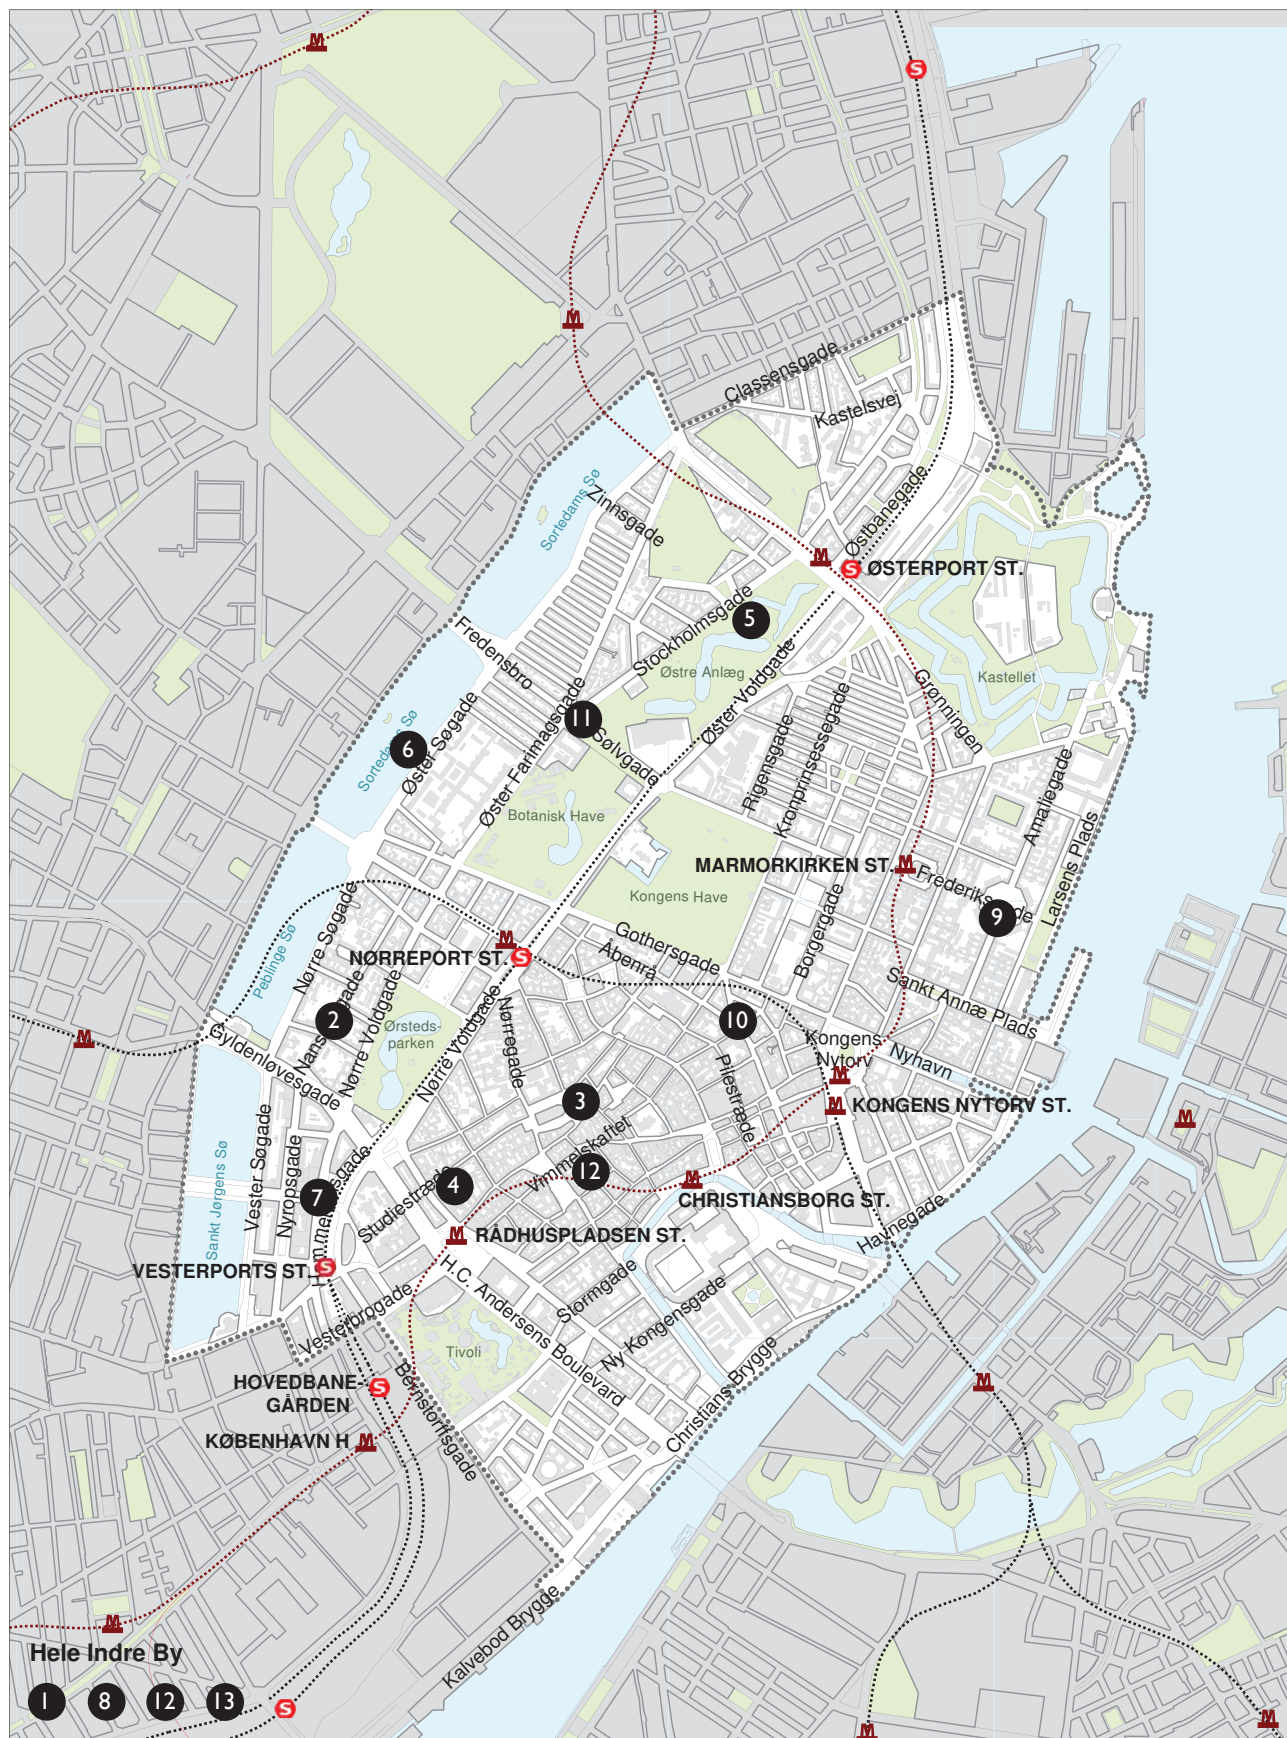 M
S
M
Classensgade
Kastelsvej
Sortedams Sø
Zinnsgade
Østbanegade
M
S ØSTERPORT ST.
Fredensbro
Stockholmsgade
5
Østre Anlæg
Kastellet
Øster Voldgade
Grønningen
11
Sølvgade
Sortedams Sø
6
Øster Søgade
Øster Farimagsgade
Rigensgade
Kronprinsessegade
Amaliegade
Larsens Plads
Botanisk Have
MARMORKIRKEN ST. M
Frederiksgade
9
Kongens Have
Nørre Søgade
Peblinge Sø
Gothersgade
Åbenrå
Borgergade
M
NØRREPORT ST. S
Sankt Annæ Plads
2
Nansensgade
Nørre Voldgade
Ørsteds-
parken
Nørre Voldgade
Nørregade
10
Kongens
Nytorv
Nyhavn
M
Gyldenløvesgade
Pilestræde
M
M KONGENS NYTORV ST.
M
3
Vimmelskaftet
12
Sankt Jørgens Sø
Vester Søgade
Nyropsgade
7
Hammerichsgade
Studiestræde
4
M
CHRISTIANSBORG ST.
Havnegade
M RÅDHUSPLADSEN ST.
VESTERPORTS ST. S
H.C. Andersens Boulevard
Stormgade
Ny Kongensgade
Vesterbrogade
Tivoli
Christians Brygge
HOVEDBANE-
GÅRDEN
S
Bernstorffsgade
M
KØBENHAVN H M
Kalvebod Brygge
M
Hele Indre By
1 8 12 13
S
M
M